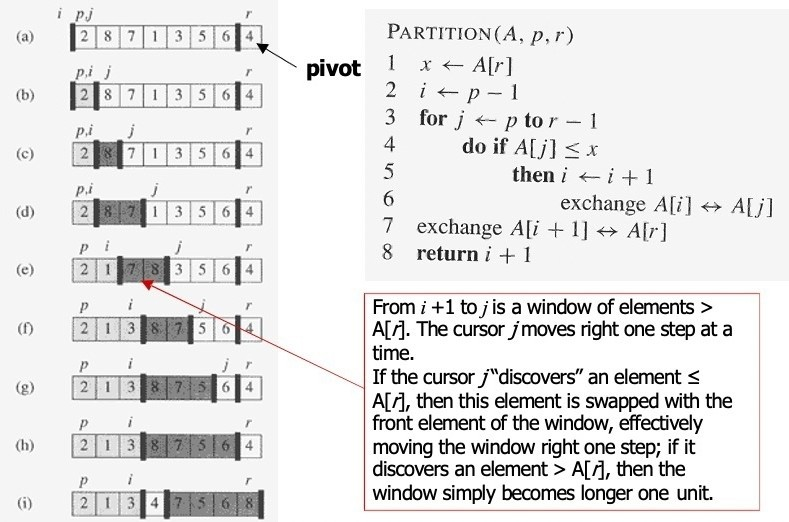 i p,j r
(a) 2 8 7 1 3 5 6 4
pivot
p,i j r
(b) 2 8 7 1 3 5 6 4
p,i j r
(c) 2 8 7 1 3 5 6 4
p,i j r
(d) 2 8 7 1 3 5 6 4
p i j r
(e) 2 1 7 8 3 5 6 4
p i j r
(f) 2 1 3 8 7 5 6 4
p i j r
(g) 2 1 3 8 7 5 6 4
p i r
(h) 2 1 3 8 7 5 6 4
p i r
(i) 2 1 3 4 7 5 6 8
PARTITION(A, p, r)
1 x ← A[r]
2 i ← p − 1
3 for j ← p to r − 1
4 do if A[j] ≤ x
5 then i ← i + 1
6 exchange A[i] ↔ A[j]
7 exchange A[i + 1] ↔ A[r]
8 return i + 1
From i +1 to j is a window of elements >
A[r]. The cursor j moves right one step at a
time.
If the cursor j "discovers" an element ≤
A[r], then this element is swapped with the
front element of the window, effectively
moving the window right one step; if it
discovers an element > A[r], then the
window simply becomes longer one unit.